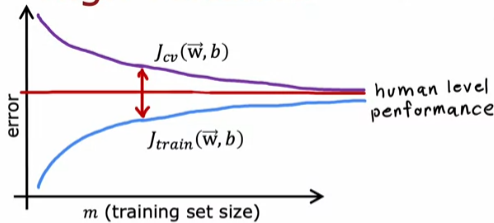 J_cv(w⃗, b)
human level
performance
J_train(w⃗, b)
error
m (training set size)